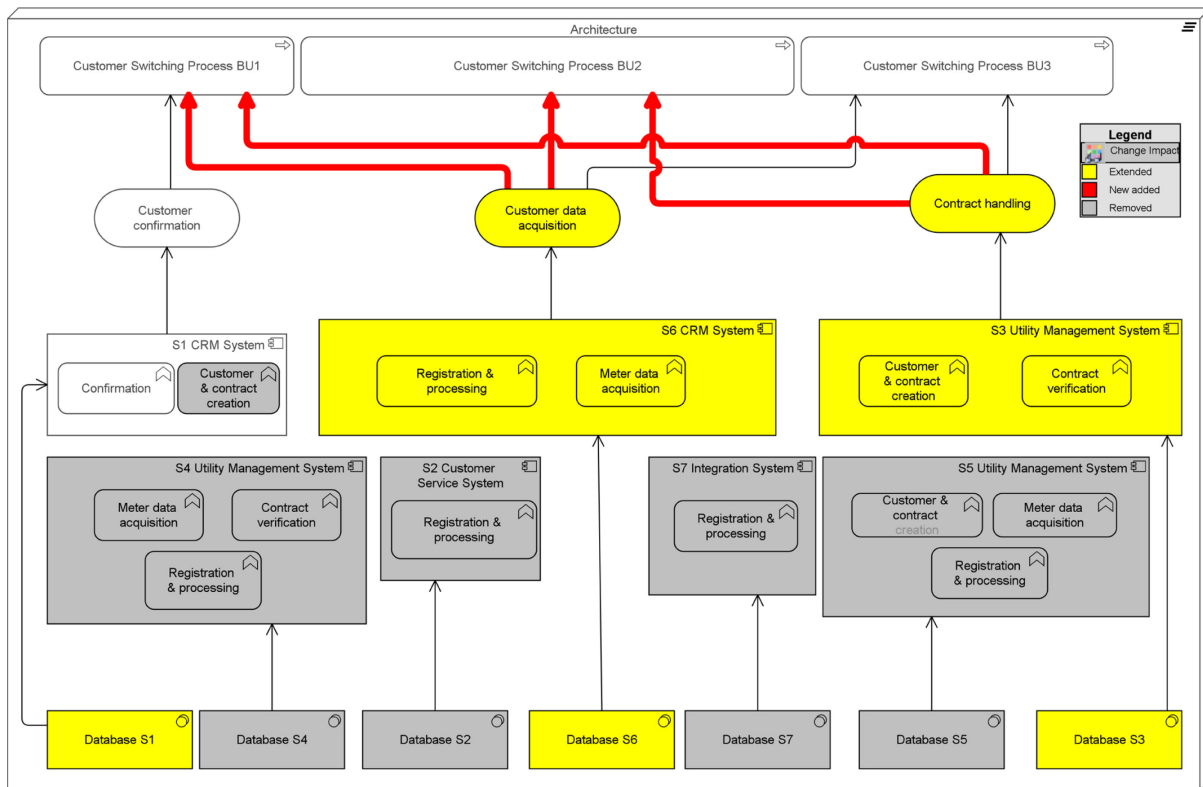 Architecture
Customer Switching Process BU1
Customer Switching Process BU2
Customer Switching Process BU3
Legend
Change Impact
Extended
New added
Removed
Customer
confirmation
Customer data
acquisition
Contract handling
S1 CRM System
Confirmation
Customer
& contract
creation
S6 CRM System
Registration &
processing
Meter data
acquisition
S3 Utility Management System
Customer
& contract
creation
Contract
verification
S4 Utility Management System
Meter data
acquisition
Contract
verification
Registration
& processing
S2 Customer
Service System
Registration &
processing
S7 Integration System
Registration &
processing
S5 Utility Management System
Customer &
contract
creation
Meter data
acquisition
Registration
& processing
Database S1
Database S4
Database S2
Database S6
Database S7
Database S5
Database S3